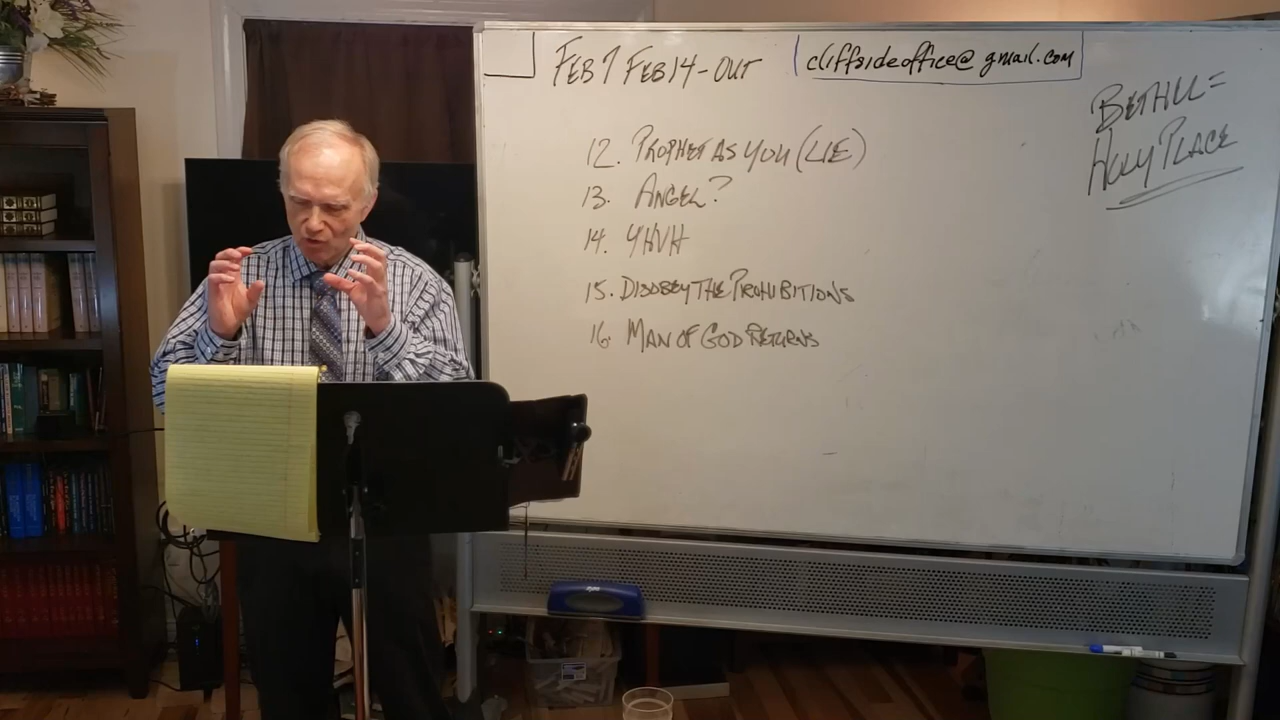 FEB 7 FEB 14 - OUT
cliffsideoffice@gmail.com
BETHEL =
HOLY PLACE
12. PROPHET AS YOU (LIE)
13. ANGEL?
14. YHVH
15. DISOBEY THE PROHIBITIONS
16. MAN OF GOD RETURNS